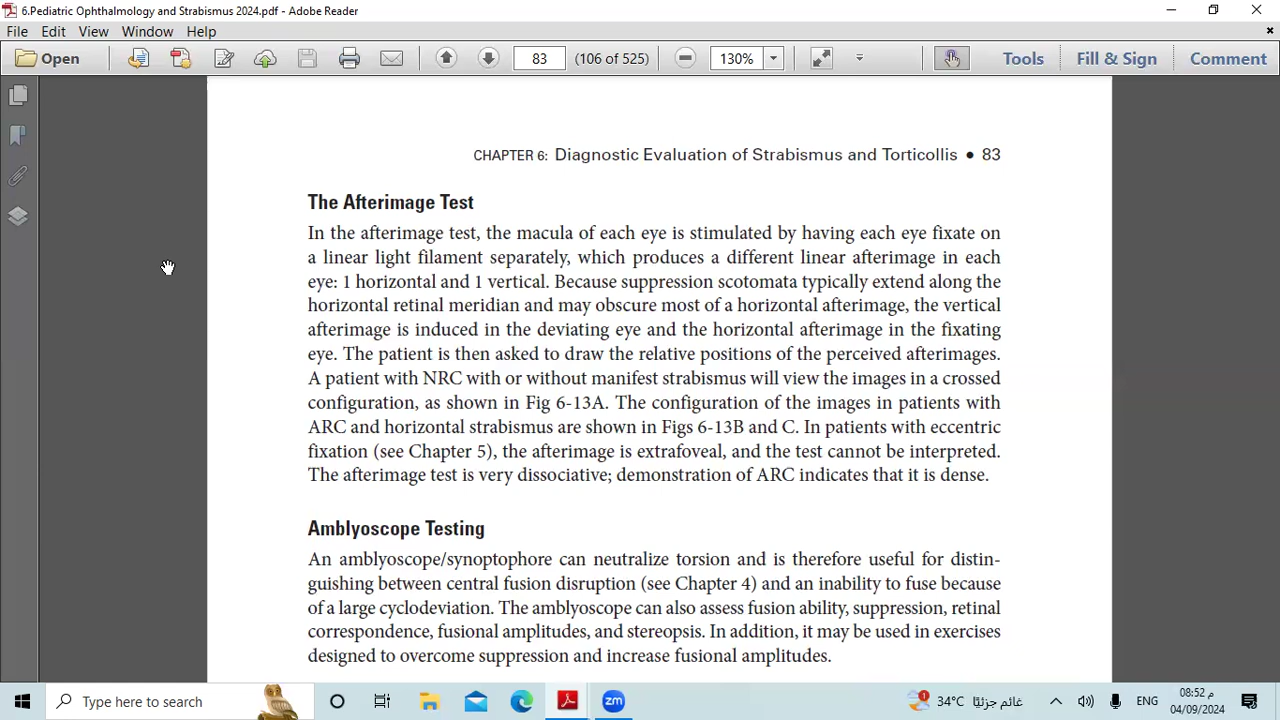 6.Pediatric Ophthalmology and Strabismus 2024.pdf - Adobe Reader
File Edit View Window Help
Open 83 (106 of 525) 130% Tools Fill & Sign Comment
CHAPTER 6: Diagnostic Evaluation of Strabismus and Torticollis • 83
The Afterimage Test
In the afterimage test, the macula of each eye is stimulated by having each eye fixate on
a linear light filament separately, which produces a different linear afterimage in each
eye: 1 horizontal and 1 vertical. Because suppression scotomata typically extend along the
horizontal retinal meridian and may obscure most of a horizontal afterimage, the vertical
afterimage is induced in the deviating eye and the horizontal afterimage in the fixating
eye. The patient is then asked to draw the relative positions of the perceived afterimages.
A patient with NRC with or without manifest strabismus will view the images in a crossed
configuration, as shown in Fig 6-13A. The configuration of the images in patients with
ARC and horizontal strabismus are shown in Figs 6-13B and C. In patients with eccentric
fixation (see Chapter 5), the afterimage is extrafoveal, and the test cannot be interpreted.
The afterimage test is very dissociative; demonstration of ARC indicates that it is dense.
Amblyoscope Testing
An amblyoscope/synoptophore can neutralize torsion and is therefore useful for distin-
guishing between central fusion disruption (see Chapter 4) and an inability to fuse because
of a large cyclodeviation. The amblyoscope can also assess fusion ability, suppression, retinal
correspondence, fusional amplitudes, and stereopsis. In addition, it may be used in exercises
designed to overcome suppression and increase fusional amplitudes.
Type here to search zm 1 34°C غائم جزئيًا ENG 08:52 م
04/09/2024